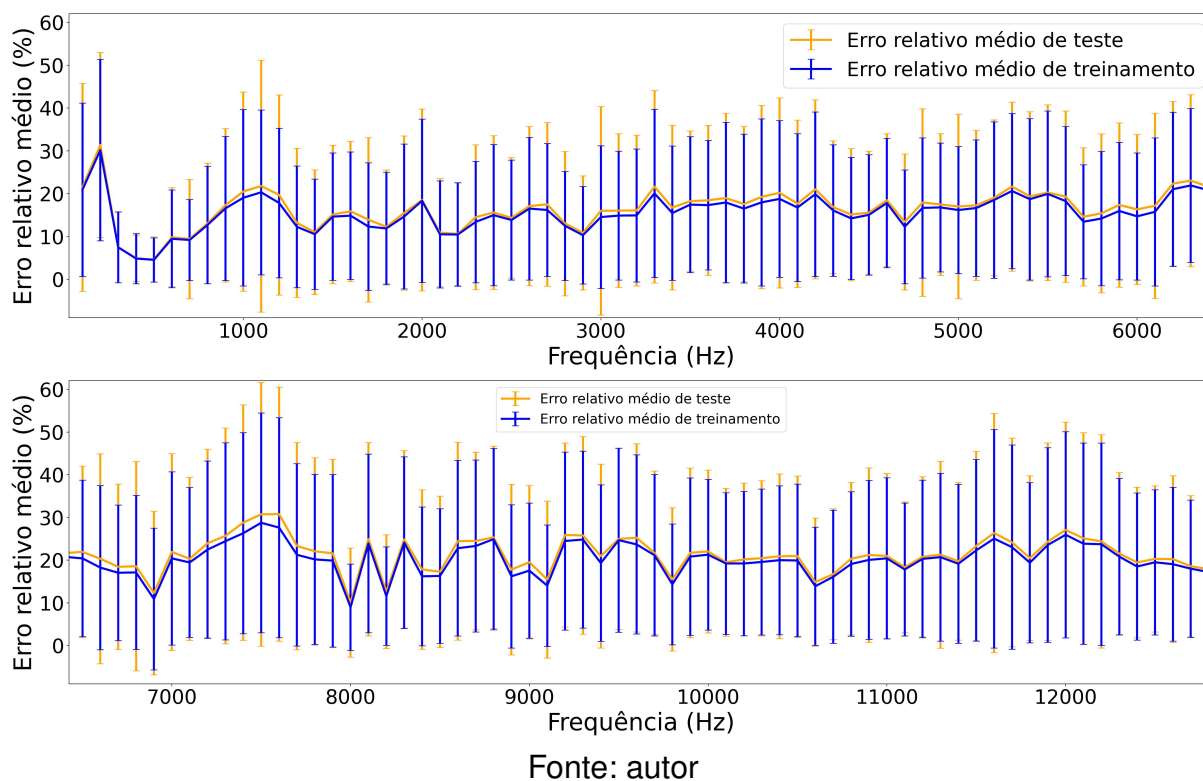 60
50
40
30
20
10
0
Erro relativo médio (%)
Erro relativo médio de teste
Erro relativo médio de treinamento
1000 2000 3000 4000 5000 6000
Frequência (Hz)
60
50
40
30
20
10
0
Erro relativo médio (%)
Erro relativo médio de teste
Erro relativo médio de treinamento
7000 8000 9000 10000 11000 12000
Frequência (Hz)
Fonte: autor